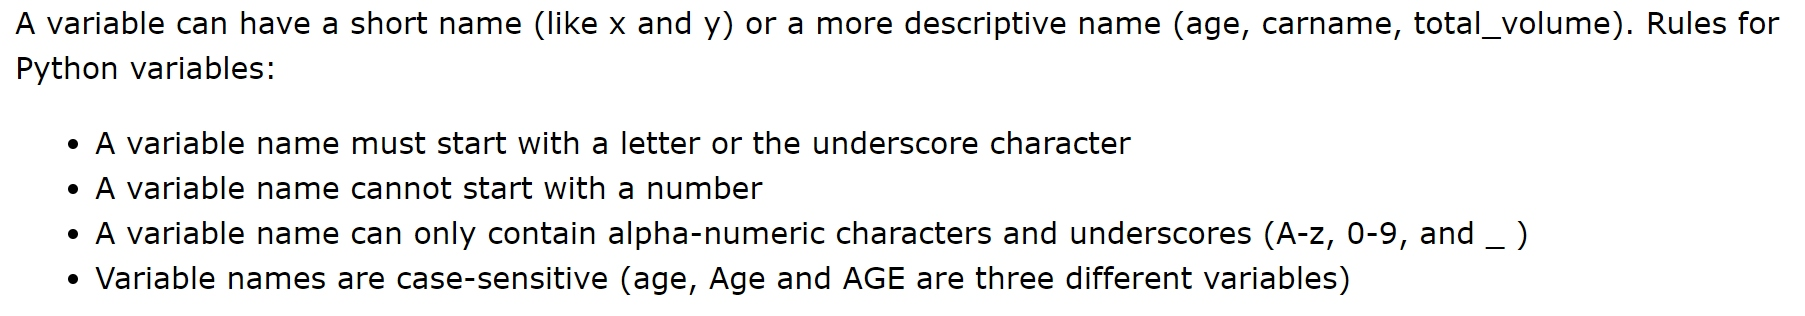 A variable can have a short name (like x and y) or a more descriptive name (age, carname, total_volume). Rules for
Python variables:
• A variable name must start with a letter or the underscore character
• A variable name cannot start with a number
• A variable name can only contain alpha-numeric characters and underscores (A-z, 0-9, and _ )
• Variable names are case-sensitive (age, Age and AGE are three different variables)